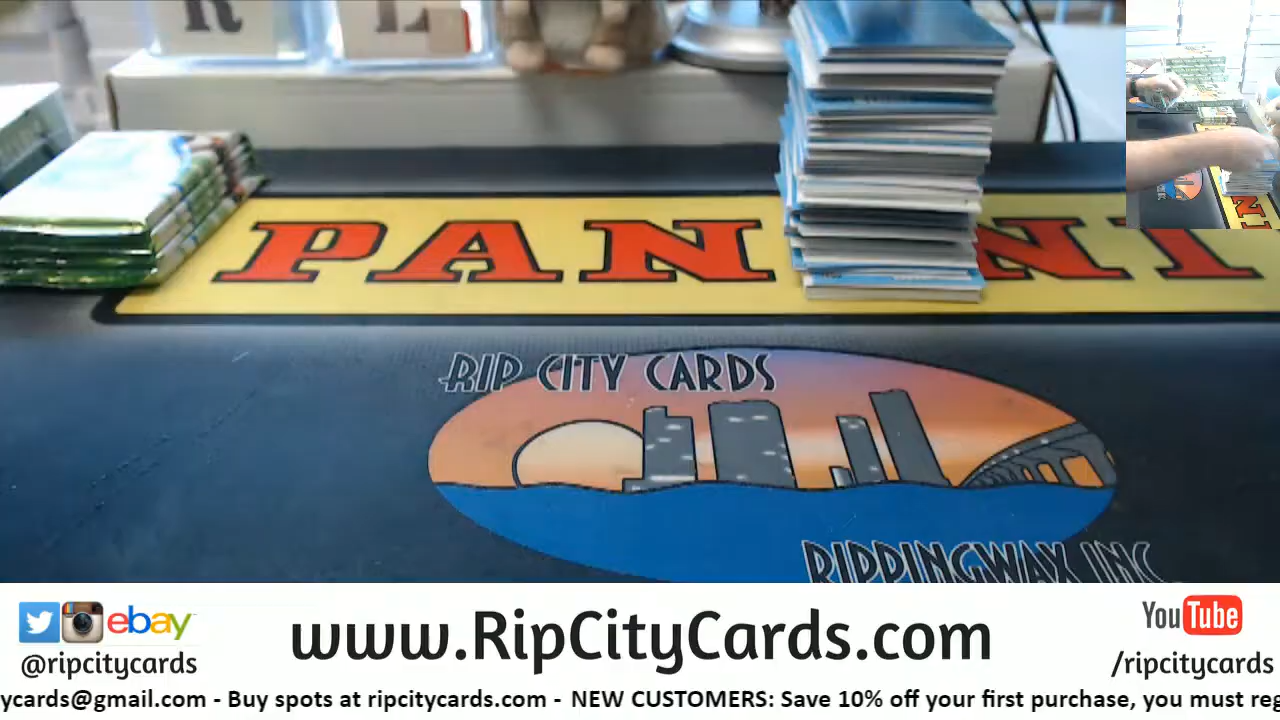 R L
PANINI
RIP CITY CARDS
RIPPINGWAX INC.
www.RipCityCards.com
ebay
@ripcitycards
YouTube
/ripcitycards
ycards@gmail.com - Buy spots at ripcitycards.com - NEW CUSTOMERS: Save 10% off your first purchase, you must reg